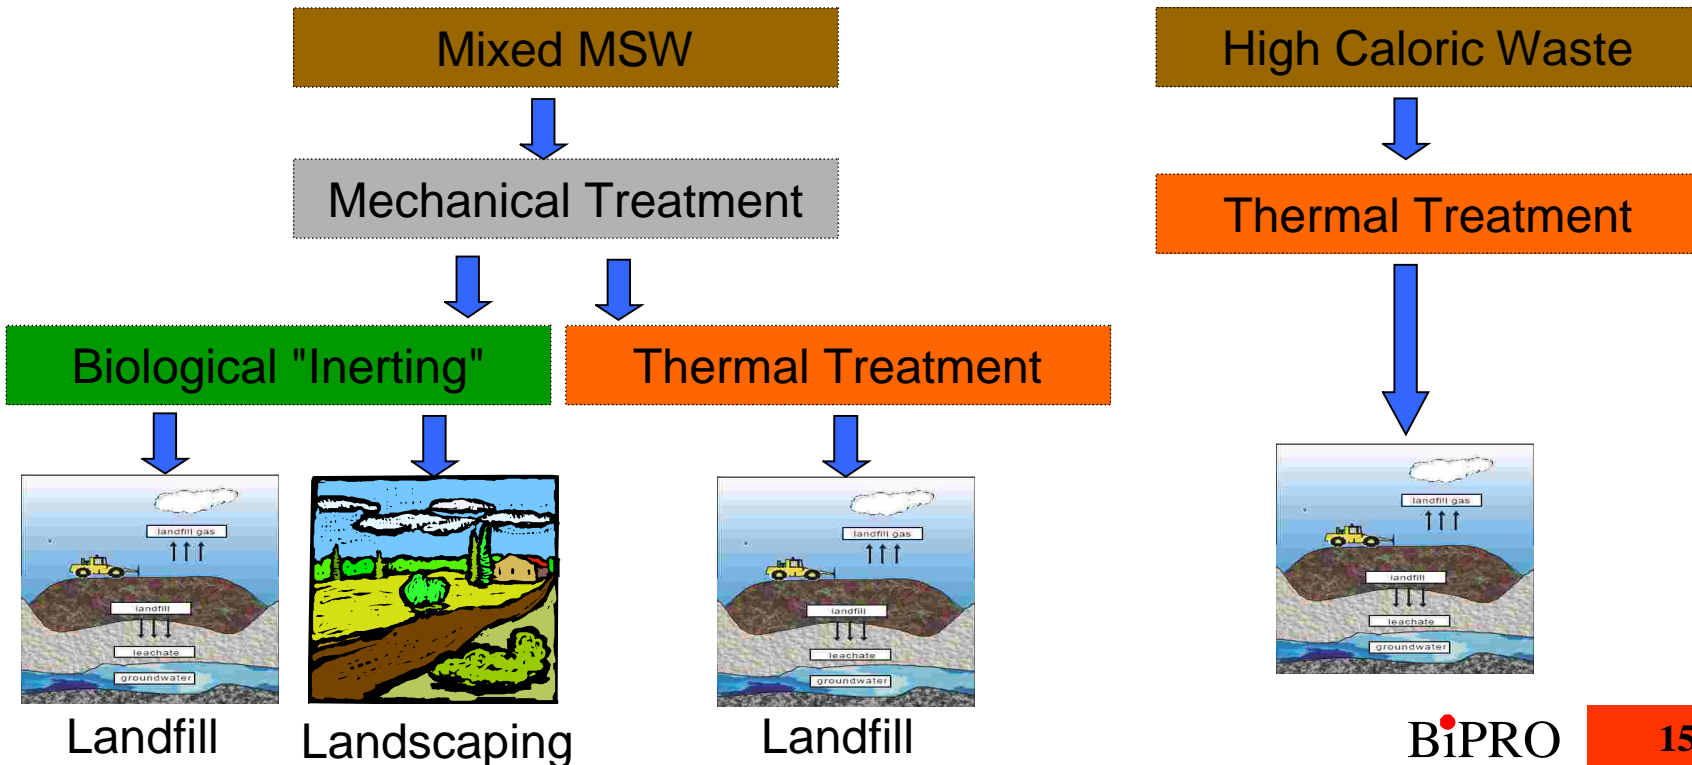 Mixed MSW
High Caloric Waste
Mechanical Treatment
Thermal Treatment
Biological "Inerting"
Thermal Treatment
landfill gas
landfill
leachate
groundwater
landfill gas
landfill
leachate
groundwater
landfill gas
landfill
leachate
groundwater
Landfill
Landscaping
Landfill
BiPRO
15